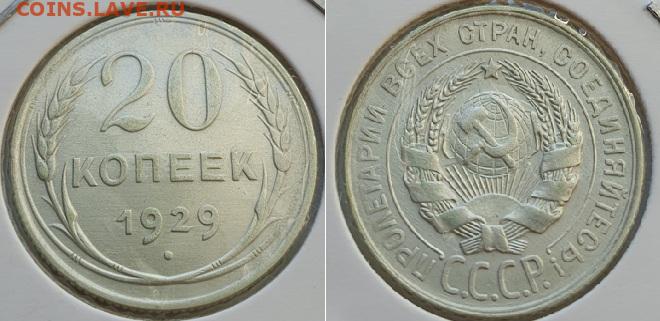 COINS.LAVE.RU
20
КОПЕЕК
1929
ПРОЛЕТАРИИ ВСЕХ СТРАН, СОЕДИНЯЙТЕСЬ!
С.С.С.Р.